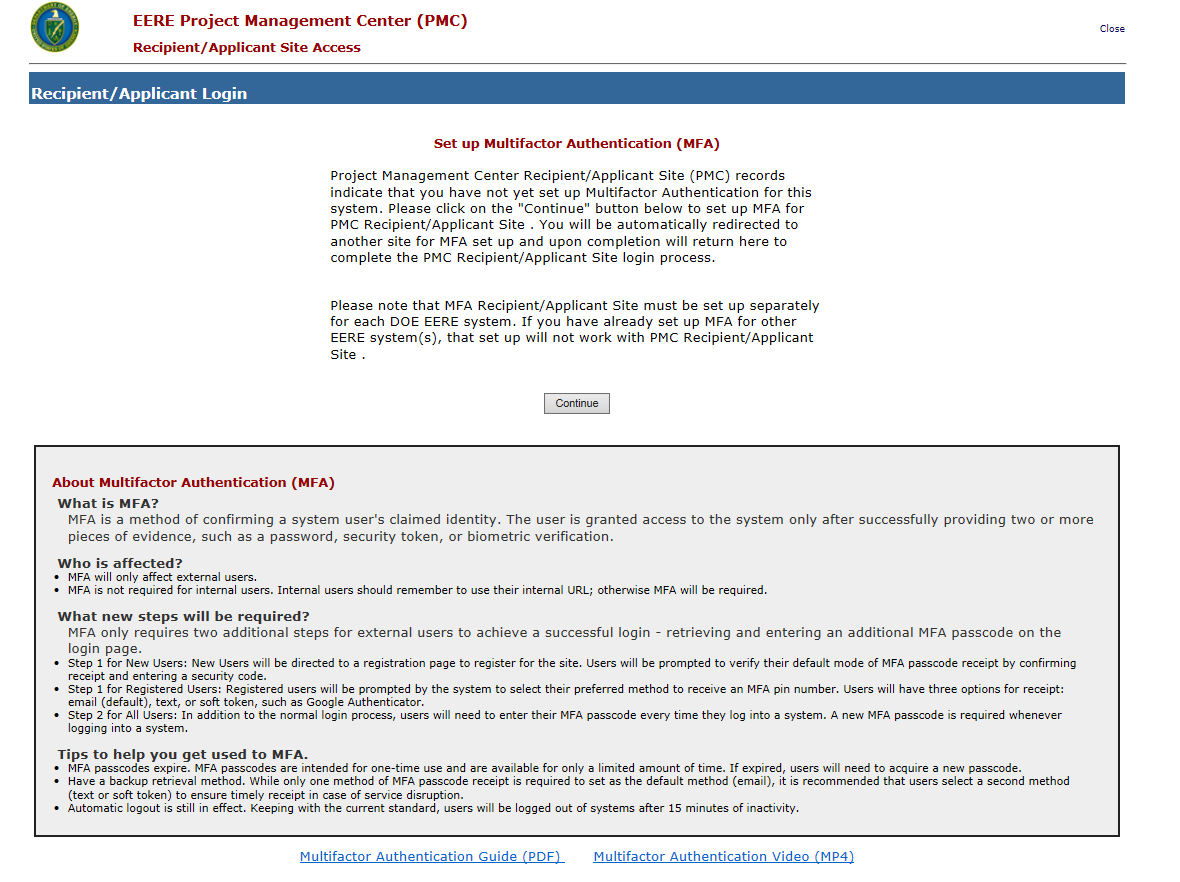 EERE Project Management Center (PMC)
Close
Recipient/Applicant Site Access
Recipient/Applicant Login
Set up Multifactor Authentication (MFA)
Project Management Center Recipient/Applicant Site (PMC) records
indicate that you have not yet set up Multifactor Authentication for this
system. Please click on the "Continue" button below to set up MFA for
PMC Recipient/Applicant Site . You will be automatically redirected to
another site for MFA set up and upon completion will return here to
complete the PMC Recipient/Applicant Site login process.
Please note that MFA Recipient/Applicant Site must be set up separately
for each DOE EERE system. If you have already set up MFA for other
EERE system(s), that set up will not work with PMC Recipient/Applicant
Site .
Continue
About Multifactor Authentication (MFA)
What is MFA?
MFA is a method of confirming a system user's claimed identity. The user is granted access to the system only after successfully providing two or more
pieces of evidence, such as a password, security token, or biometric verification.
Who is affected?
• MFA will only affect external users.
• MFA is not required for internal users. Internal users should remember to use their internal URL; otherwise MFA will be required.
What new steps will be required?
MFA only requires two additional steps for external users to achieve a successful login - retrieving and entering an additional MFA passcode on the
login page.
• Step 1 for New Users: New Users will be directed to a registration page to register for the site. Users will be prompted to verify their default mode of MFA passcode receipt by confirming
receipt and entering a security code.
• Step 1 for Registered Users: Registered users will be prompted by the system to select their preferred method to receive an MFA pin number. Users will have three options for receipt:
email (default), text, or soft token, such as Google Authenticator.
• Step 2 for All Users: In addition to the normal login process, users will need to enter their MFA passcode every time they log into a system. A new MFA passcode is required whenever
logging into a system.
Tips to help you get used to MFA.
• MFA passcodes expire. MFA passcodes are intended for one-time use and are available for only a limited amount of time. If expired, users will need to acquire a new passcode.
• Have a backup retrieval method. While only one method of MFA passcode receipt is required to set as the default method (email), it is recommended that users select a second method
(text or soft token) to ensure timely receipt in case of service disruption.
• Automatic logout is still in effect. Keeping with the current standard, users will be logged out of systems after 15 minutes of inactivity.
Multifactor Authentication Guide (PDF) Multifactor Authentication Video (MP4)